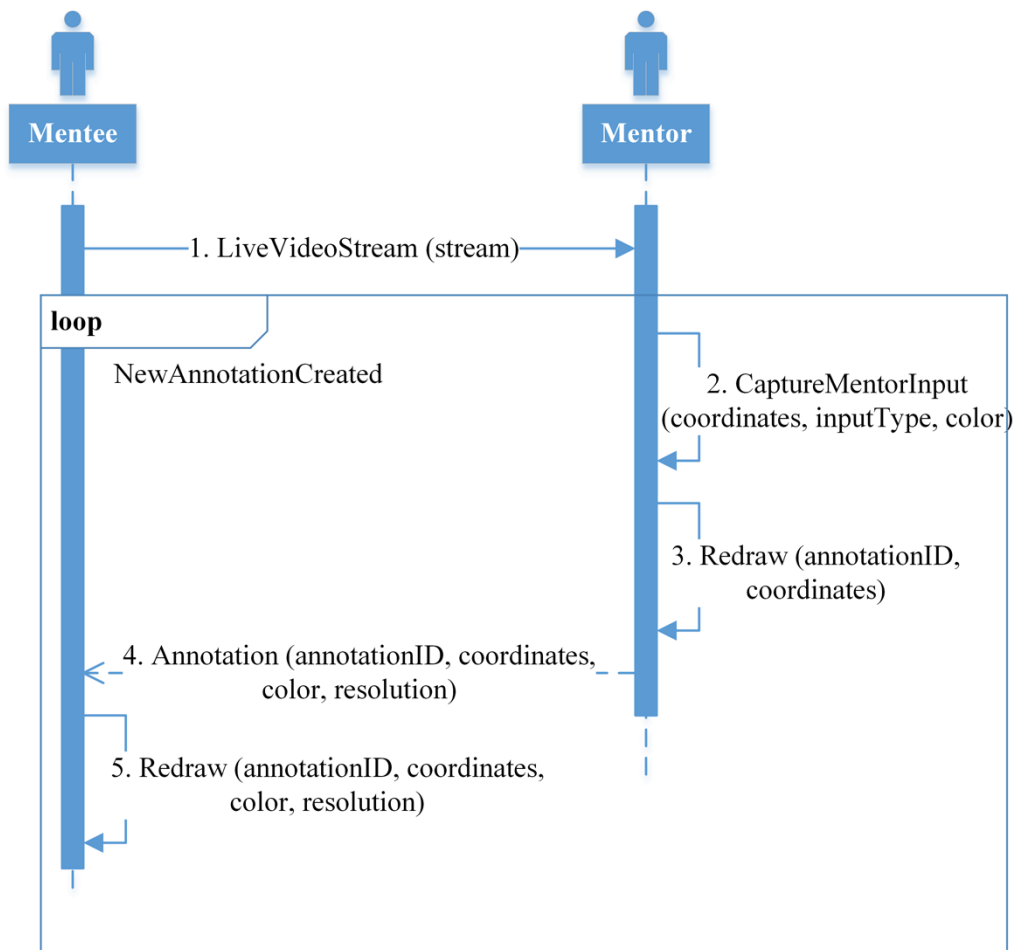 Mentee
Mentor
1. LiveVideoStream (stream)
loop
NewAnnotationCreated
2. CaptureMentorInput
(coordinates, inputType, color)
3. Redraw (annotationID,
coordinates)
4. Annotation (annotationID, coordinates,
color, resolution)
5. Redraw (annotationID, coordinates,
color, resolution)